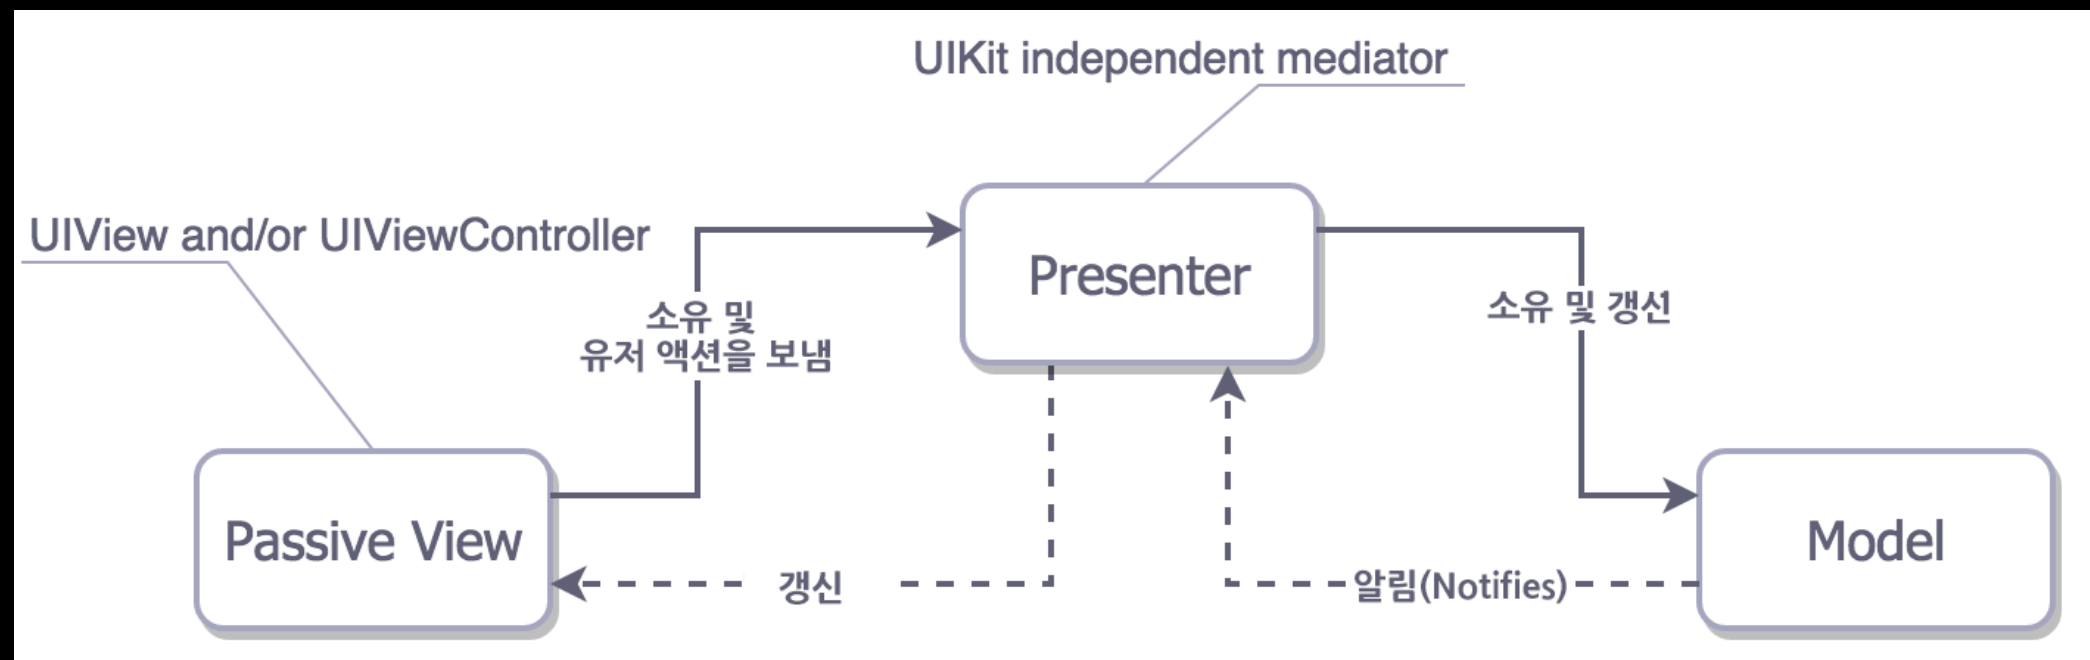 UIKit independent mediator
UIView and/or UIViewController
Presenter
소유 및
유저 액션을 보냄
소유 및 갱선
Passive View
Model
갱신
알림(Notifies)